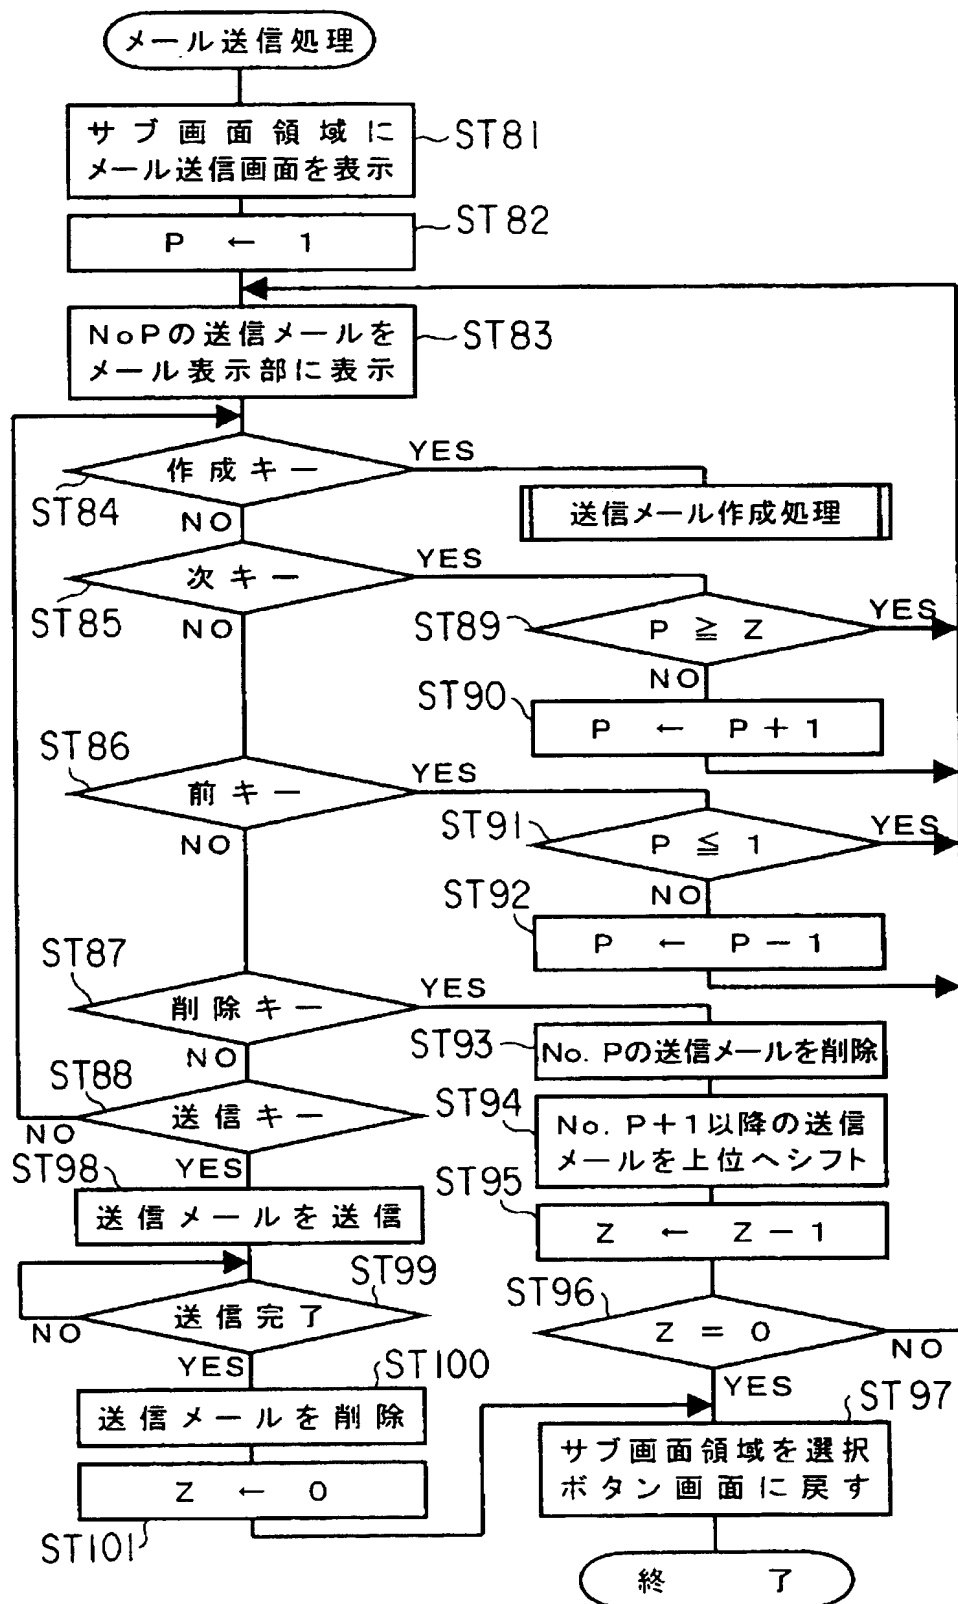 メール送信処理
サブ画面領域に
メール送信画面を表示
ST81
P ← 1
ST82
NoPの送信メールを
メール表示部に表示
ST83
作成キー
ST84
YES
NO
送信メール作成処理
次キー
ST85
YES
NO
P ≧ Z
ST89
YES
NO
P ← P+1
ST90
前キー
ST86
YES
NO
P ≦ 1
ST91
YES
NO
P ← P-1
ST92
削除キー
ST87
YES
NO
No. Pの送信メールを削除
ST93
送信キー
ST88
NO
YES
No. P+1以降の送信
メールを上位へシフト
ST94
送信メールを送信
ST98
Z ← Z-1
ST95
送信完了
ST99
NO
YES
Z = 0
ST96
NO
YES
送信メールを削除
ST100
サブ画面領域を選択
ボタン画面に戻す
ST97
Z ← 0
ST101
終 了